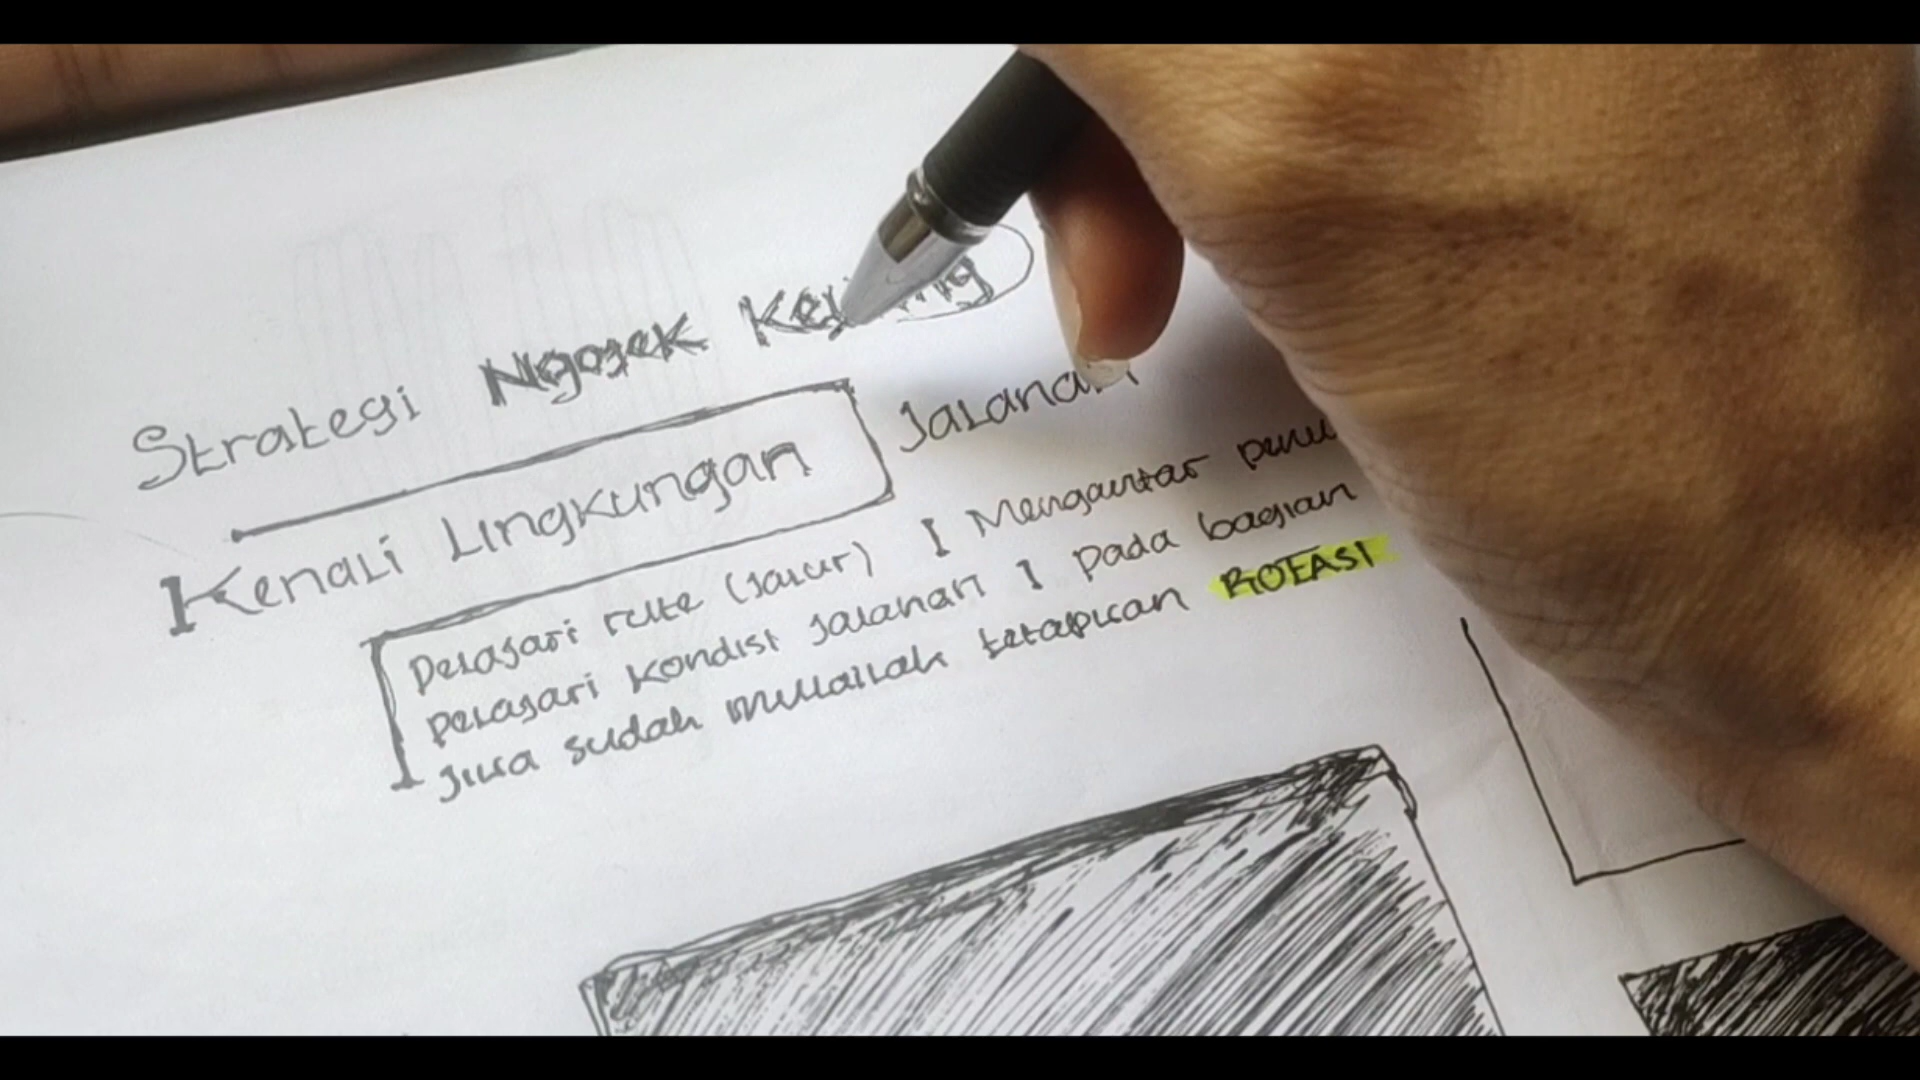 Strategi Ngojek
Kenali Lingkungan Jalanan
Pelajari rute (jalur) I Mengantar
pelajari kondisi jalanan I pada bagian
jika sudah mulailah tetapkan ROTASI